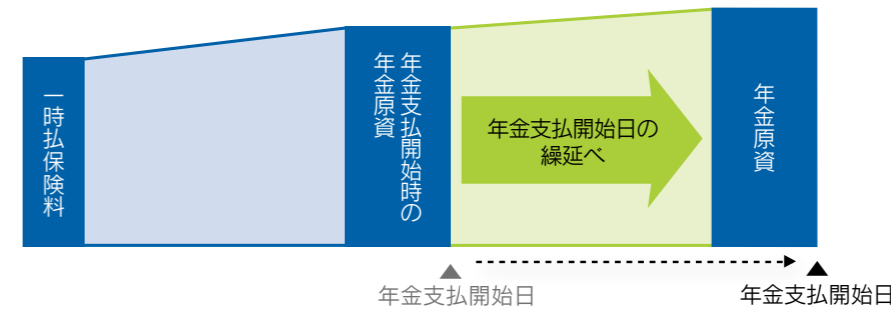 一時払保険料
年金支払開始時の
年金原資
年金支払開始日の
繰延べ
年金原資
年金支払開始日
年金支払開始日